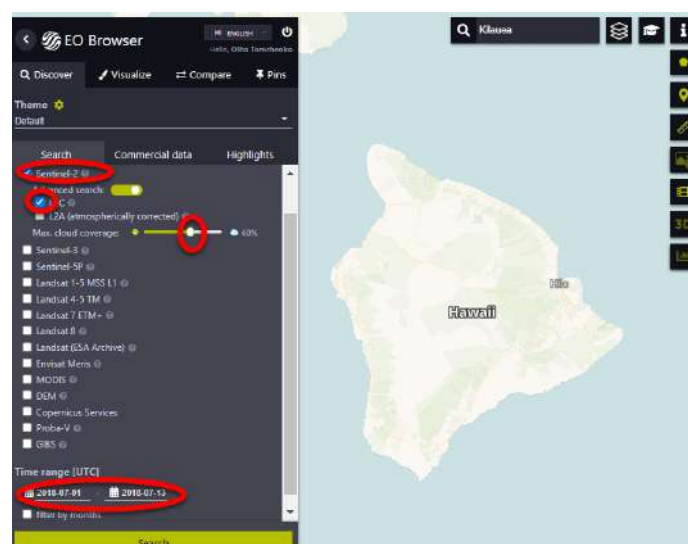 EO Browser
ENGLISH
Hello, Olha
Discover
Visualize
Compare
Pins
Theme
Default
Search
Commercial data
Highlights
Sentinel-2
Advanced search:
L2A (atmospherically corrected)
Max. cloud coverage:
60%
Sentinel-3
Sentinel-5P
Landsat 1-5 MSS L1
Landsat 4-5 TM
Landsat 7 ETM+
Landsat 8
Landsat (ESA Archive)
Envisat Meris
MODIS
DEM
Copernicus Services
Proba-V
GIBS
Time range [UTC]
2018-07-01 - 2018-07-13
filter by months
Search
Kilauea
Hilo
Hawaii
3D